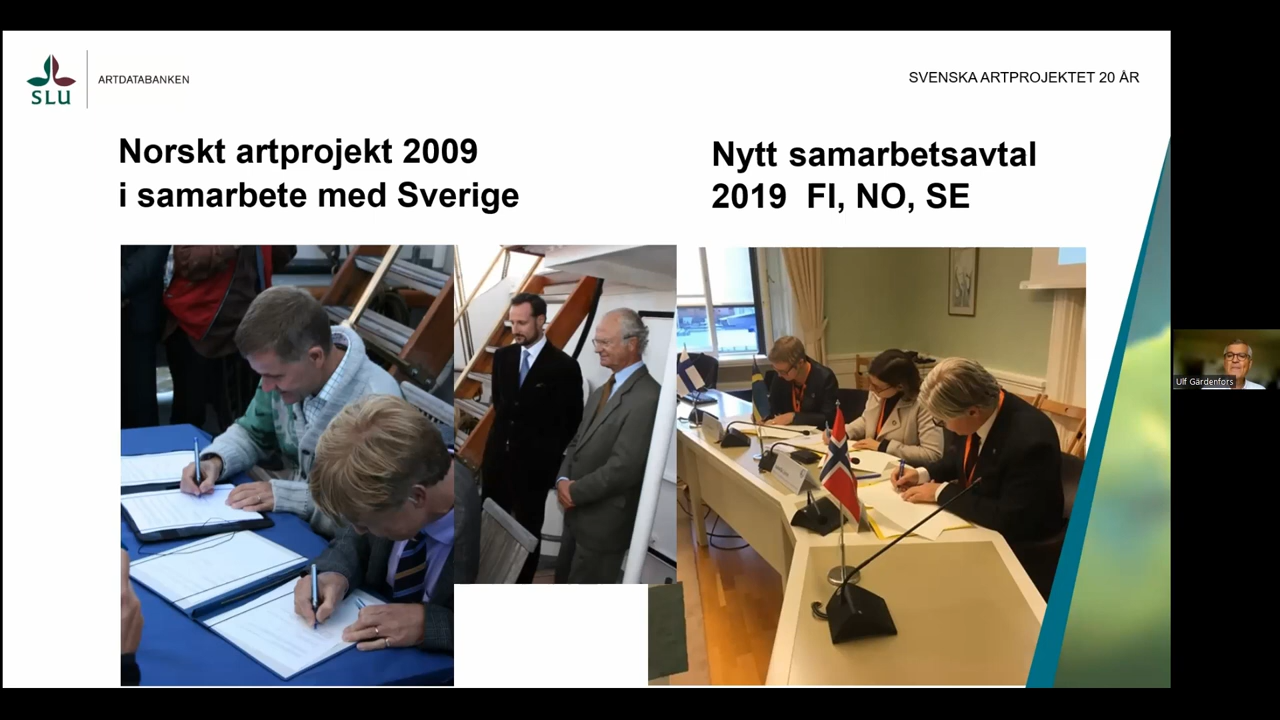 SLU
ARTDATABANKEN
SVENSKA ARTPROJEKTET 20 ÅR
Norskt artprojekt 2009
i samarbete med Sverige
Nytt samarbetsavtal
2019 FI, NO, SE
Ulf Gärdenfors